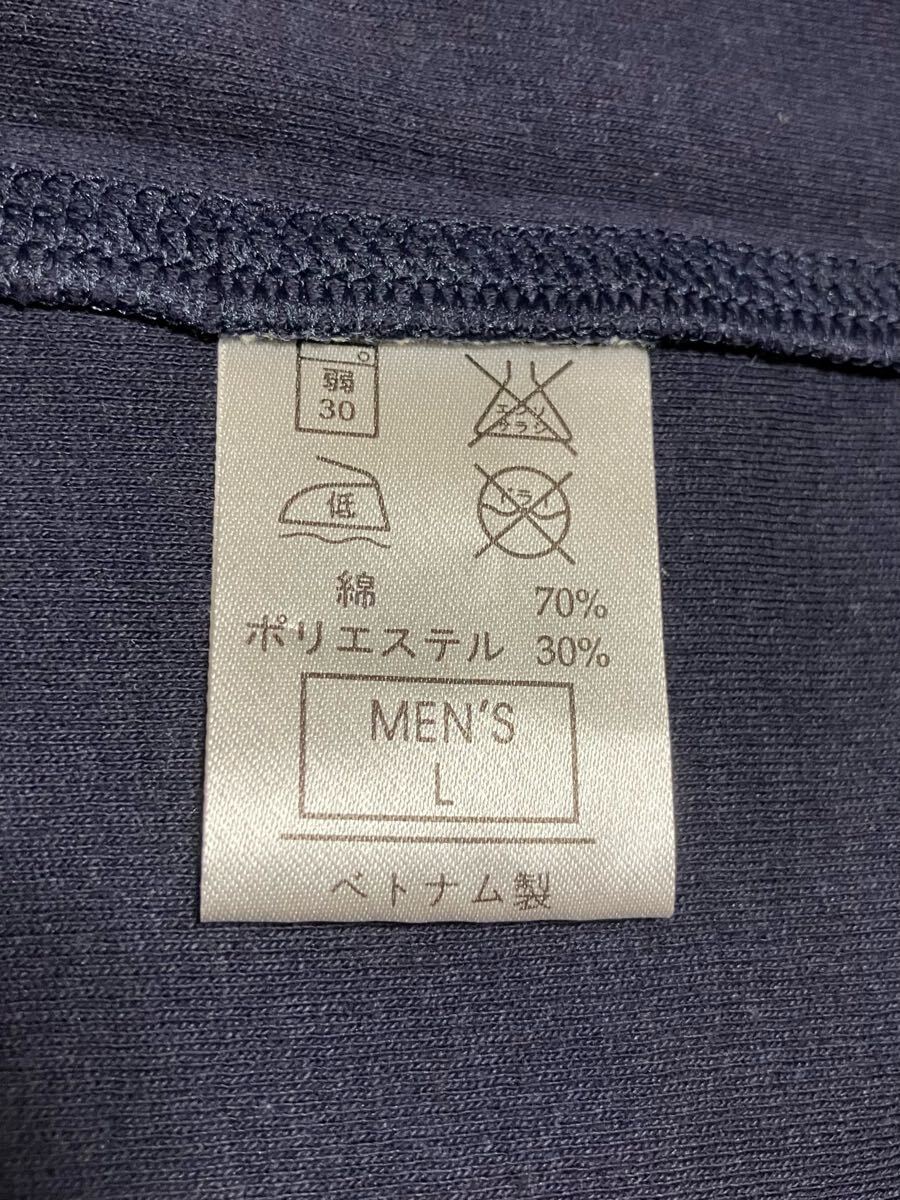 弱
30
エンソ
サラシ
低
ドライ
綿 70%
ポリエステル 30%
MEN'S
L
ベトナム製